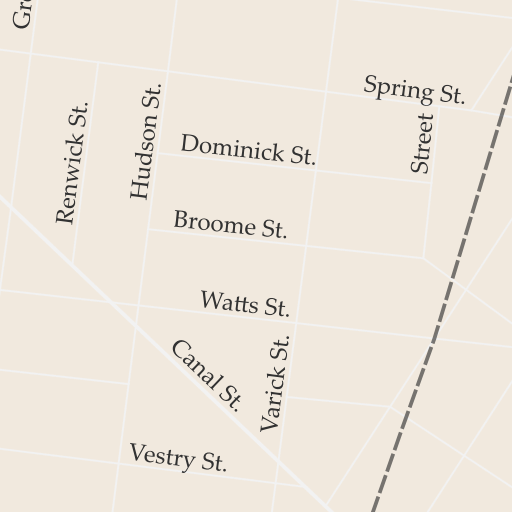 Gr
Spring St.
Renwick St.
Hudson St.
Street
Dominick St.
Broome St.
Watts St.
Canal St.
Varick St.
Vestry St.